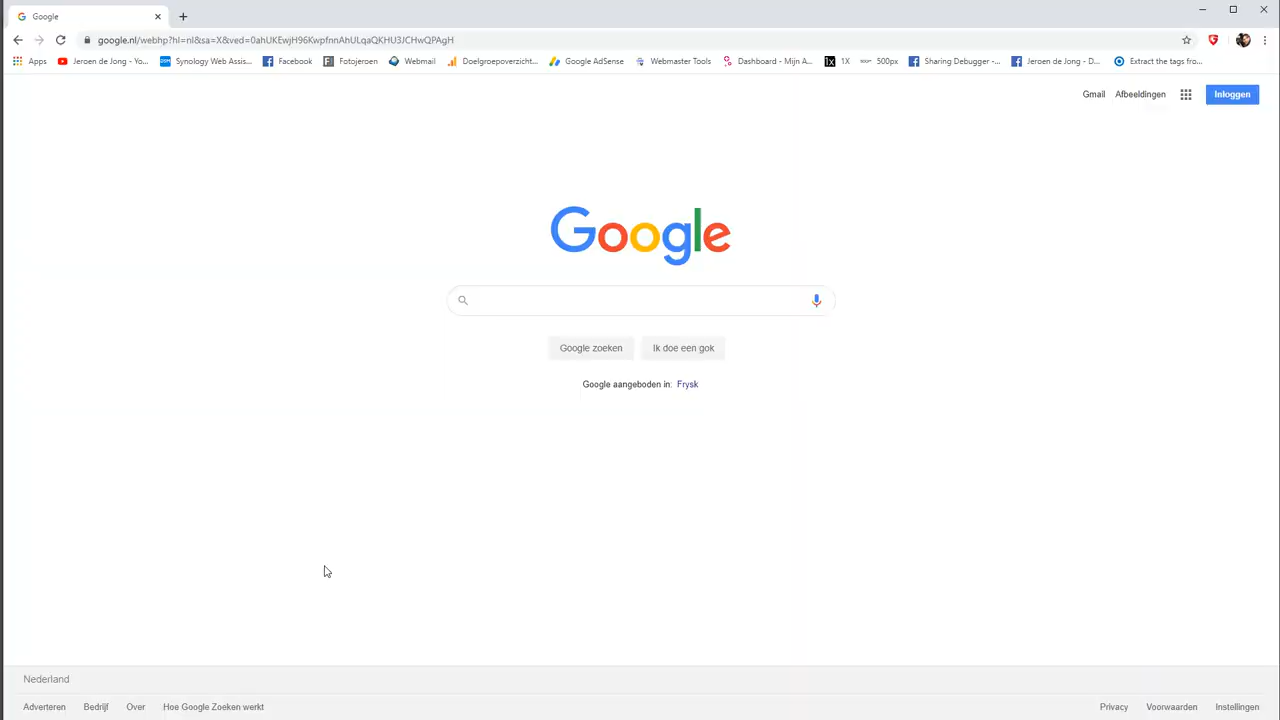 Google
google.nl/webhp?hl=nl&sa=X&ved=0ahUKEwjH96KwpfnnAhULqaQKHU3JCHwQPAgH
Apps Jeroen de Jong - Yo... Synology Web Assis... Facebook Fotojeroen Webmail Doelgroepoverzicht... Google AdSense Webmaster Tools Dashboard - Mijn A... 1X 1X 500px Sharing Debugger -... Jeroen de Jong - D... Extract the tags fro...
Gmail Afbeeldingen Inloggen
Google
Google zoeken Ik doe een gok
Google aangeboden in: Frysk
Nederland
Adverteren Bedrijf Over Hoe Google Zoeken werkt Privacy Voorwaarden Instellingen